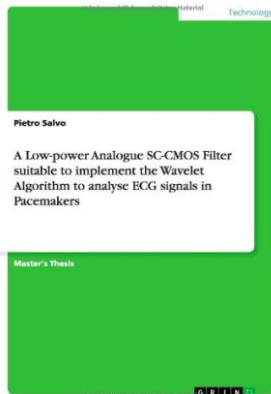 Technology
Pietro Salvo
A Low-power Analogue SC-CMOS Filter
suitable to implement the Wavelet
Algorithm to analyse ECG signals in
Pacemakers
Master's Thesis
GRIN